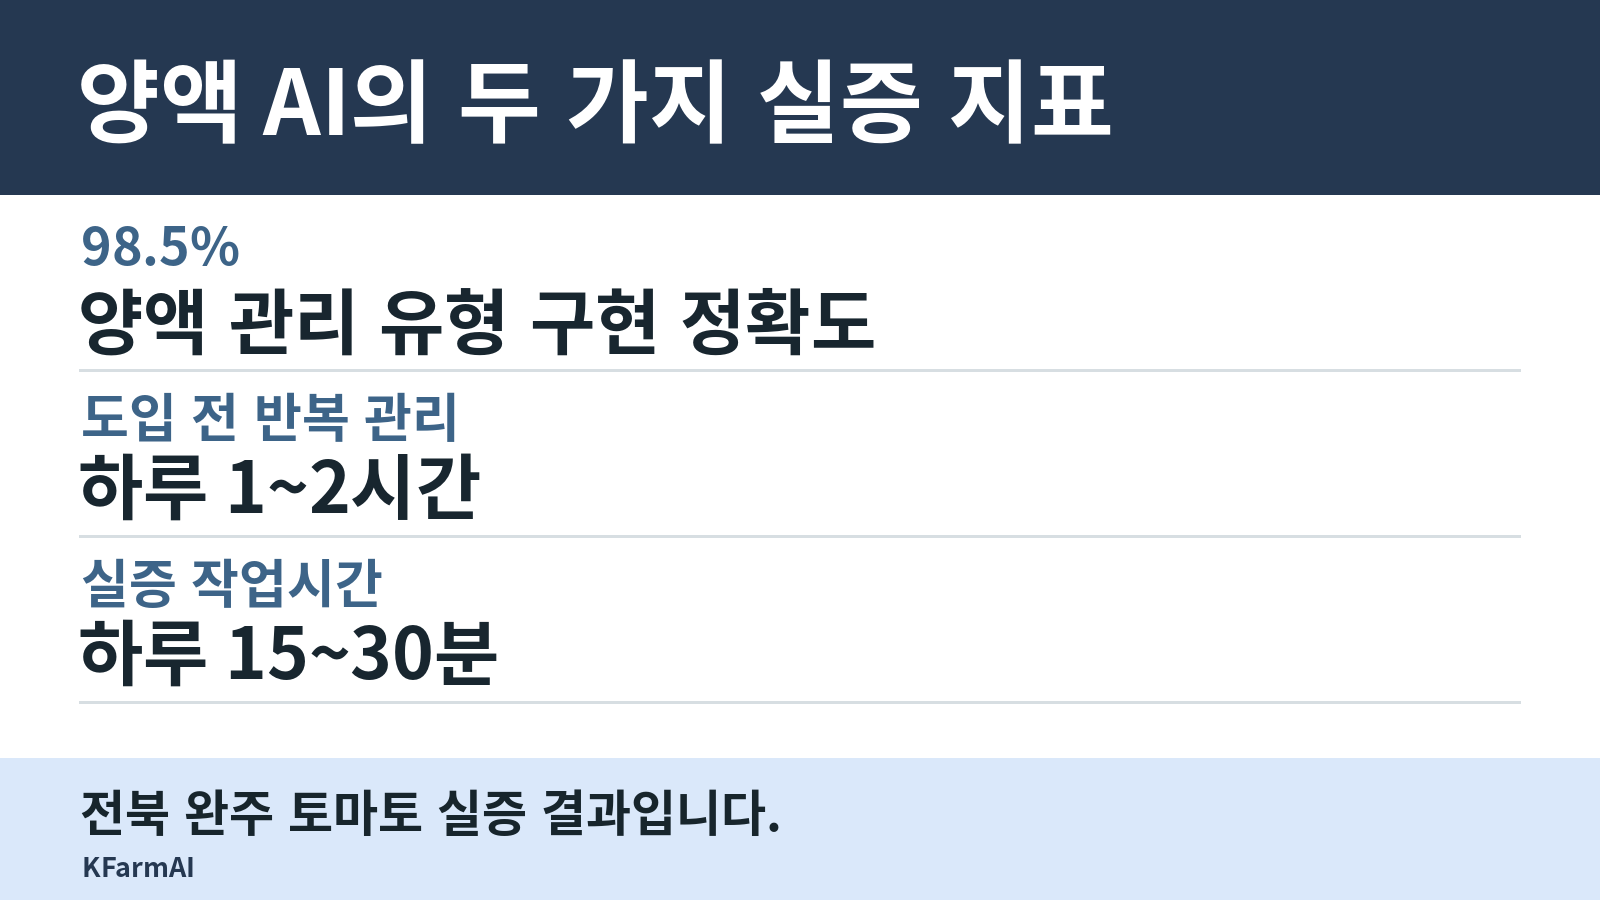 양액 AI의 두 가지 실증 지표
98.5%
양액 관리 유형 구현 정확도
도입 전 반복 관리
하루 1~2시간
실증 작업시간
하루 15~30분
전북 완주 토마토 실증 결과입니다.
KFarmAI